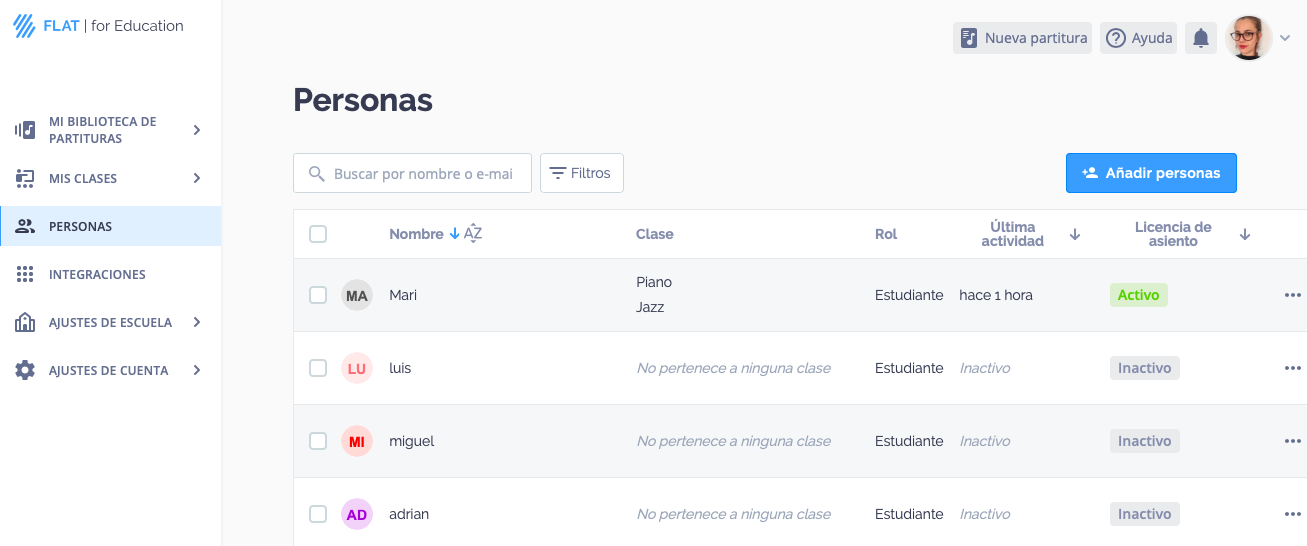 FLAT | for Education
Nueva partitura
Ayuda
Personas
MI BIBLIOTECA DE
PARTITURAS
MIS CLASES
PERSONAS
INTEGRACIONES
AJUSTES DE ESCUELA
AJUSTES DE CUENTA
Buscar por nombre o e-mai
Filtros
Añadir personas
Nombre AZ Clase Rol Última actividad Licencia de asiento
MA Mari Piano Estudiante hace 1 hora Activo
Jazz
LU luis No pertenece a ninguna clase Estudiante Inactivo Inactivo
MI miguel No pertenece a ninguna clase Estudiante Inactivo Inactivo
AD adrian No pertenece a ninguna clase Estudiante Inactivo Inactivo